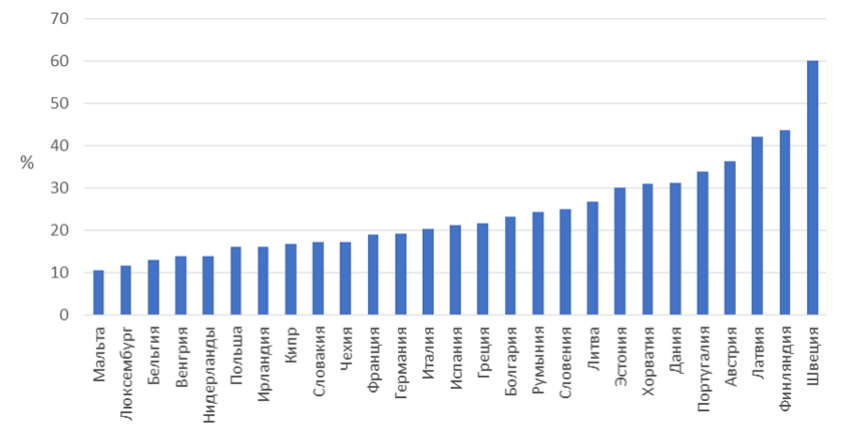 70
60
50
40
%
30
20
10
0
Мальта
Люксембург
Бельгия
Венгрия
Нидерланды
Польша
Ирландия
Кипр
Словакия
Чехия
Франция
Германия
Италия
Испания
Греция
Болгария
Румыния
Словения
Литва
Эстония
Хорватия
Дания
Португалия
Австрия
Латвия
Финляндия
Швеция